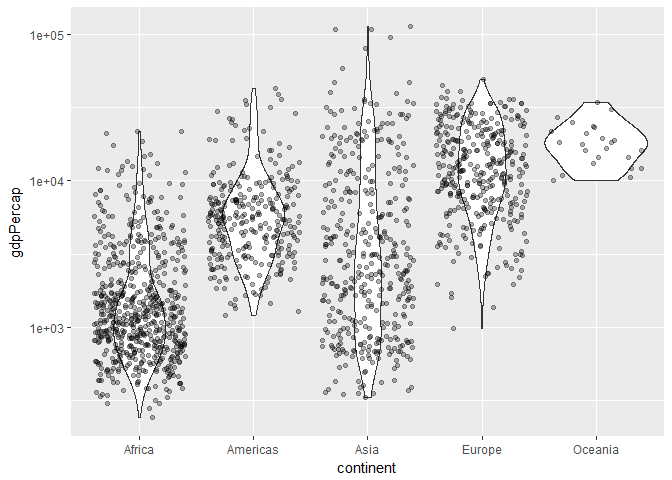 1e+05
1e+04
1e+03
gdpPercap
Africa
Americas
Asia
Europe
Oceania
continent